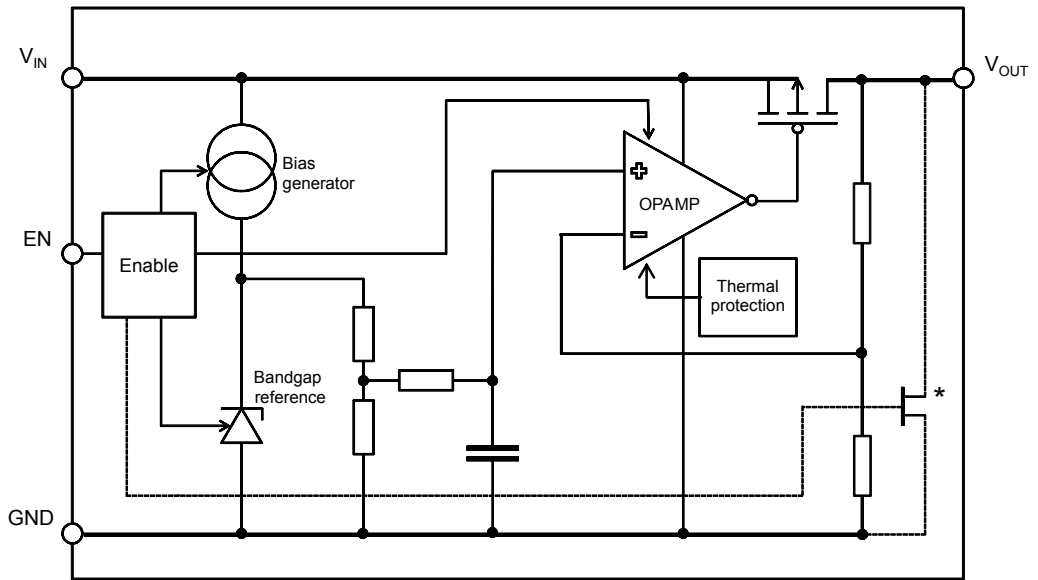 VIN
VOUT
Bias
generator
OPAMP
EN
Enable
Thermal
protection
Bandgap
reference
*
GND